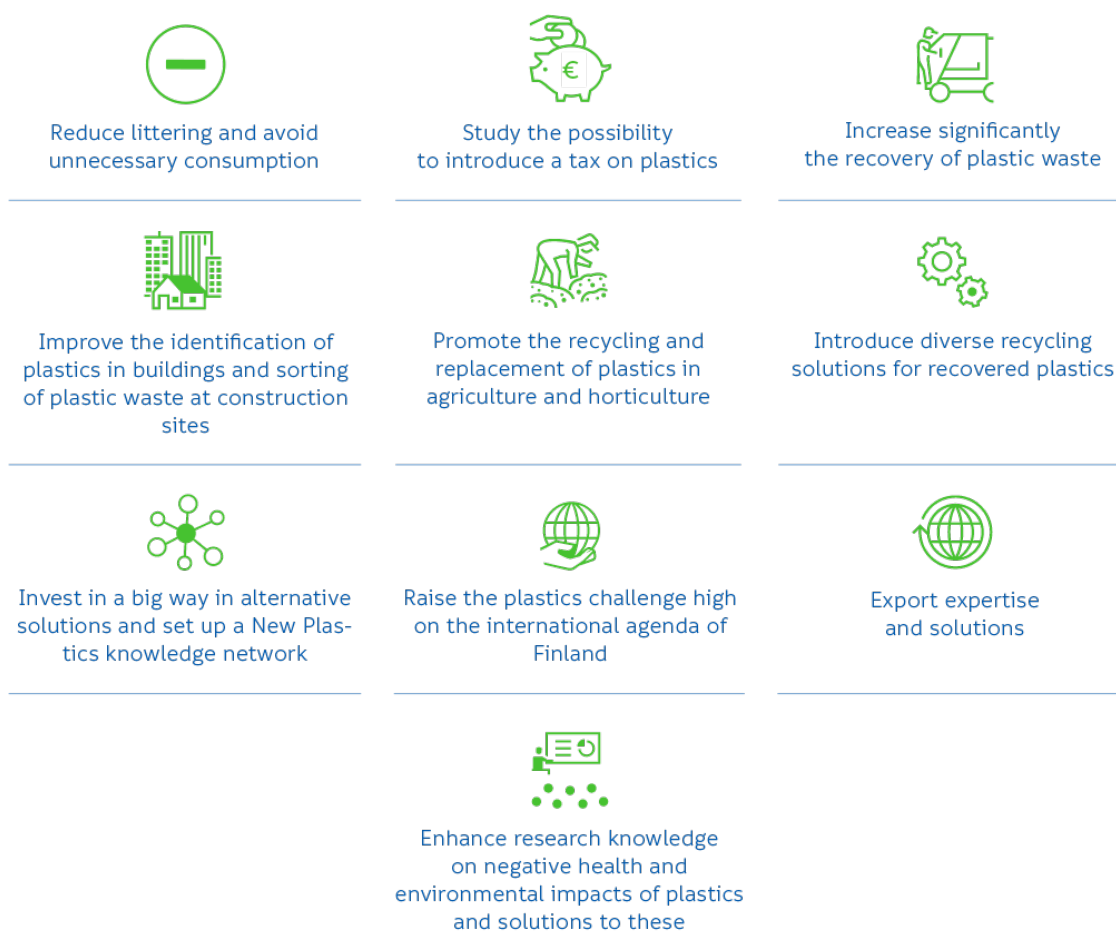 €
Reduce littering and avoid
unnecessary consumption
Study the possibility
to introduce a tax on plastics
Increase significantly
the recovery of plastic waste
Improve the identification of
plastics in buildings and sorting
of plastic waste at construction
sites
Promote the recycling and
replacement of plastics in
agriculture and horticulture
Introduce diverse recycling
solutions for recovered plastics
Invest in a big way in alternative
solutions and set up a New Plas-
tics knowledge network
Raise the plastics challenge high
on the international agenda of
Finland
Export expertise
and solutions
Enhance research knowledge
on negative health and
environmental impacts of plastics
and solutions to these